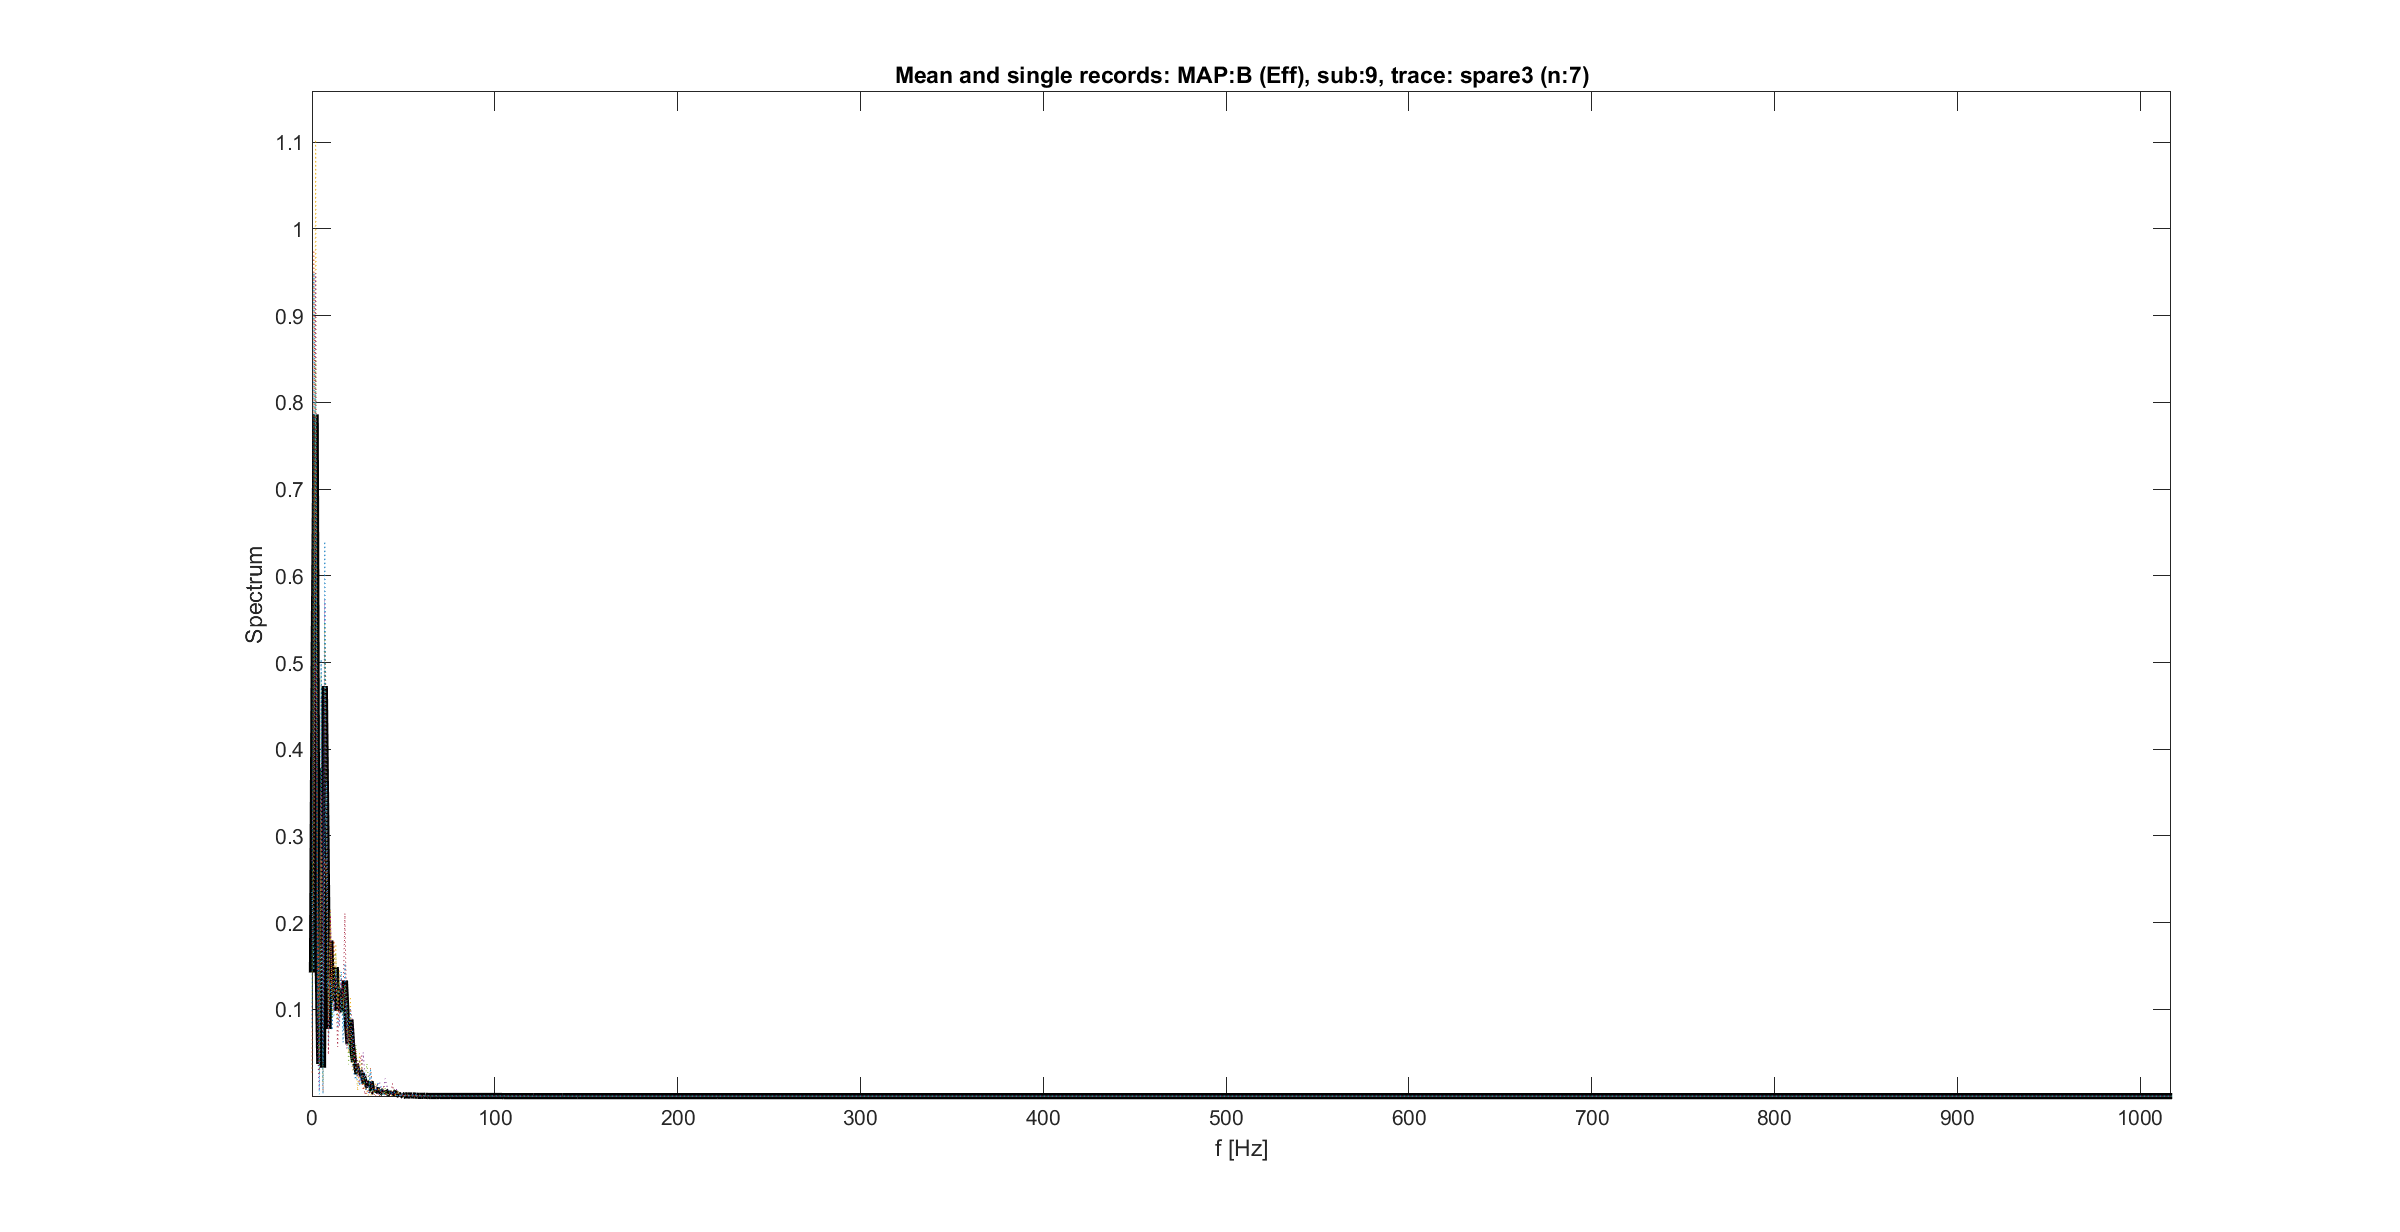 Mean and single records: MAP:B (Eff), sub:9, trace: spare3 (n:7)
1.1
1
0.9
0.8
0.7
0.6
0.5
0.4
0.3
0.2
0.1
Spectrum
0 100 200 300 400 500 600 700 800 900 1000
f [Hz]